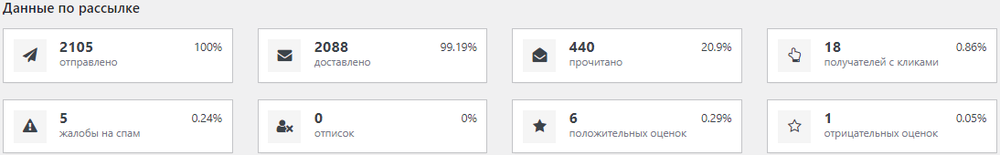 Данные по рассылке
2105 100%
отправлено
2088 99.19%
доставлено
440 20.9%
прочитано
18 0.86%
получателей с кликами
5 0.24%
жалобы на спам
0 0%
отписок
6 0.29%
положительных оценок
1 0.05%
отрицательных оценок